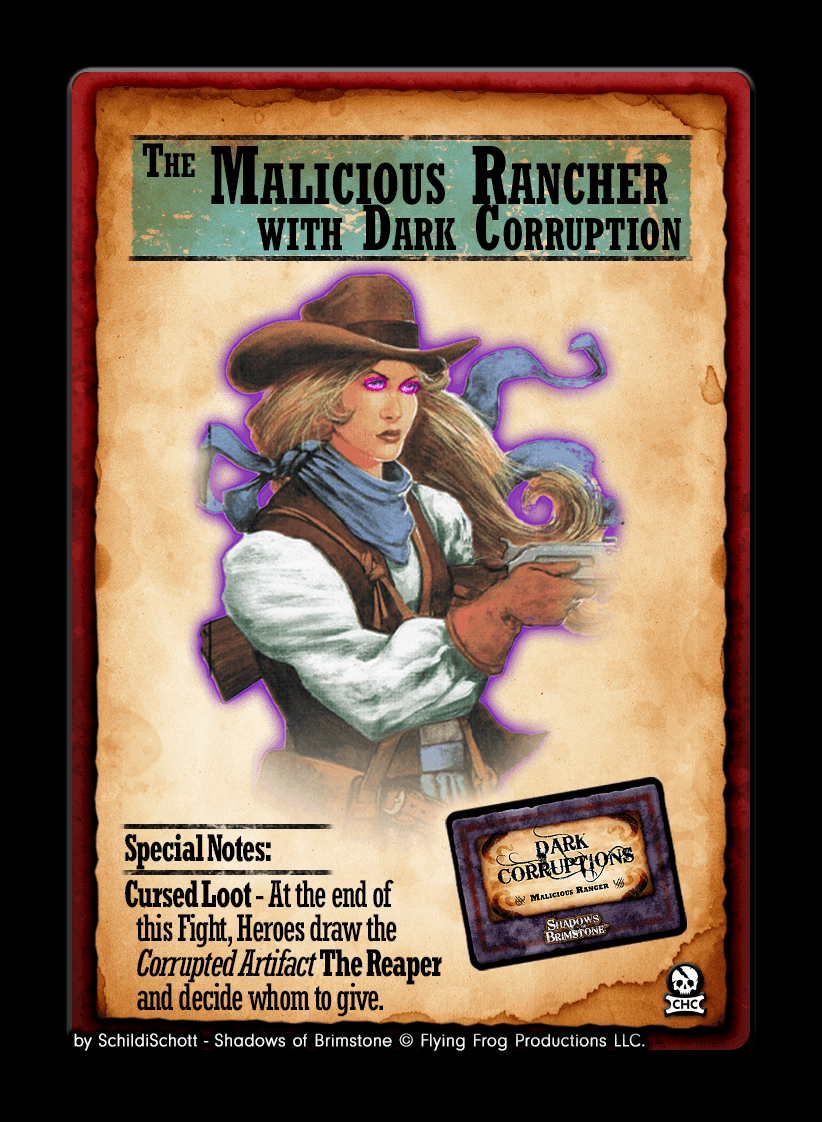 The Malicious Rancher
with Dark Corruption
Special Notes:
Cursed Loot - At the end of
this Fight, Heroes draw the
Corrupted Artifact The Reaper
and decide whom to give.
DARK
CORRUPTIONS
Malicious Ranger
SHADOWS
OF
BRIMSTONE
CHC
by SchildiSchott - Shadows of Brimstone © Flying Frog Productions LLC.